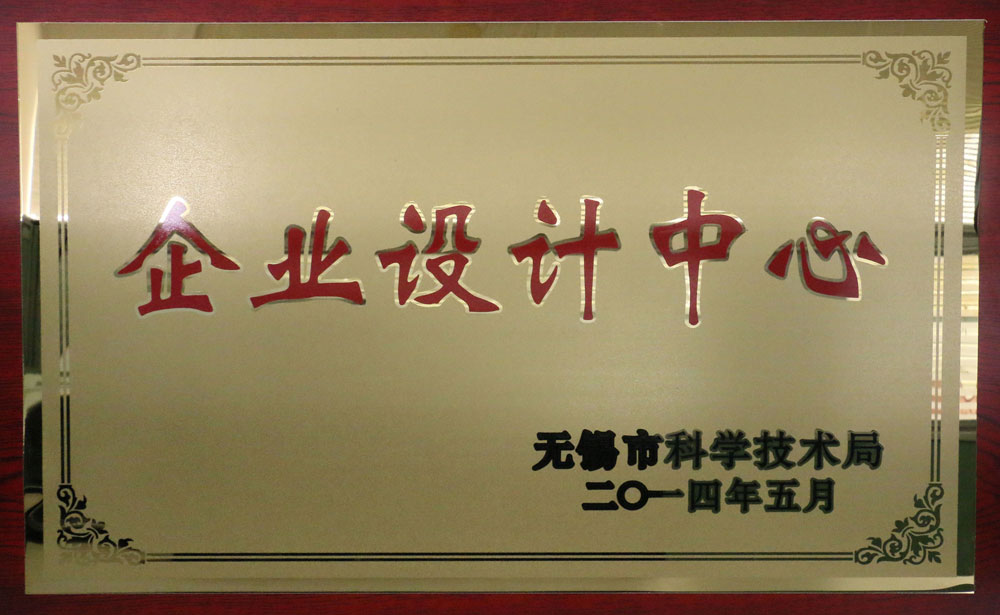 企业设计中心
无锡市科学技术局
二〇一四年五月